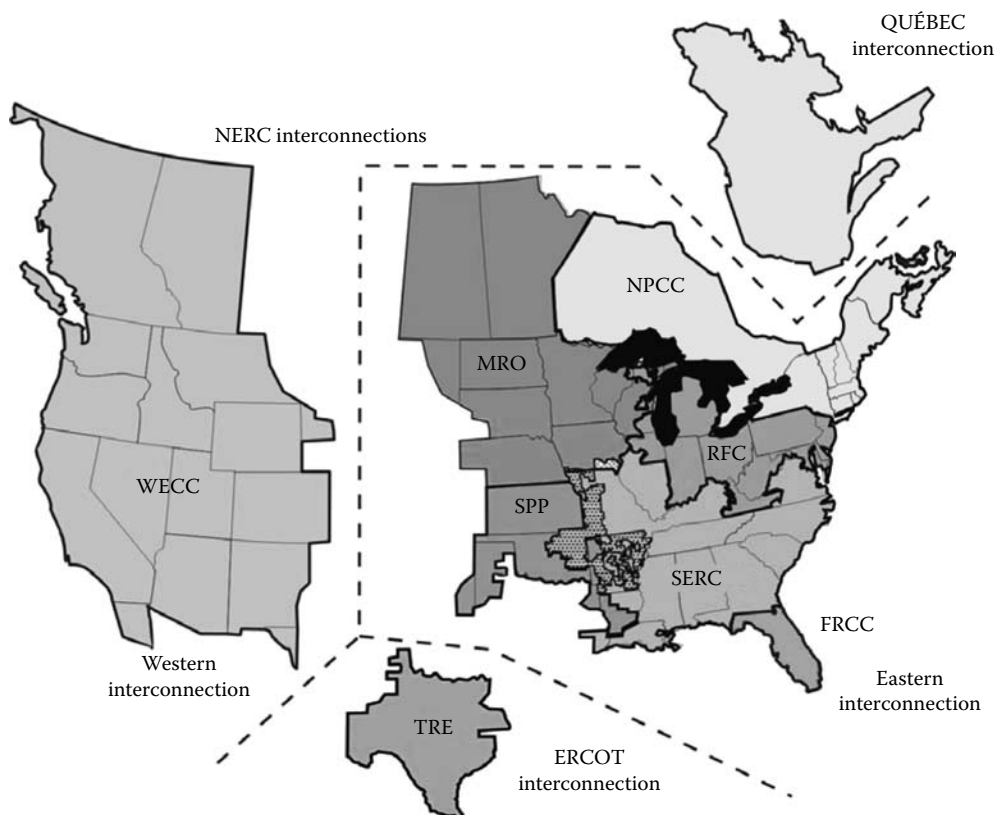 QUÉBEC
interconnection
NERC interconnections
NPCC
MRO
RFC
WECC
SPP
SERC
FRCC
Western
interconnection
Eastern
interconnection
TRE
ERCOT
interconnection